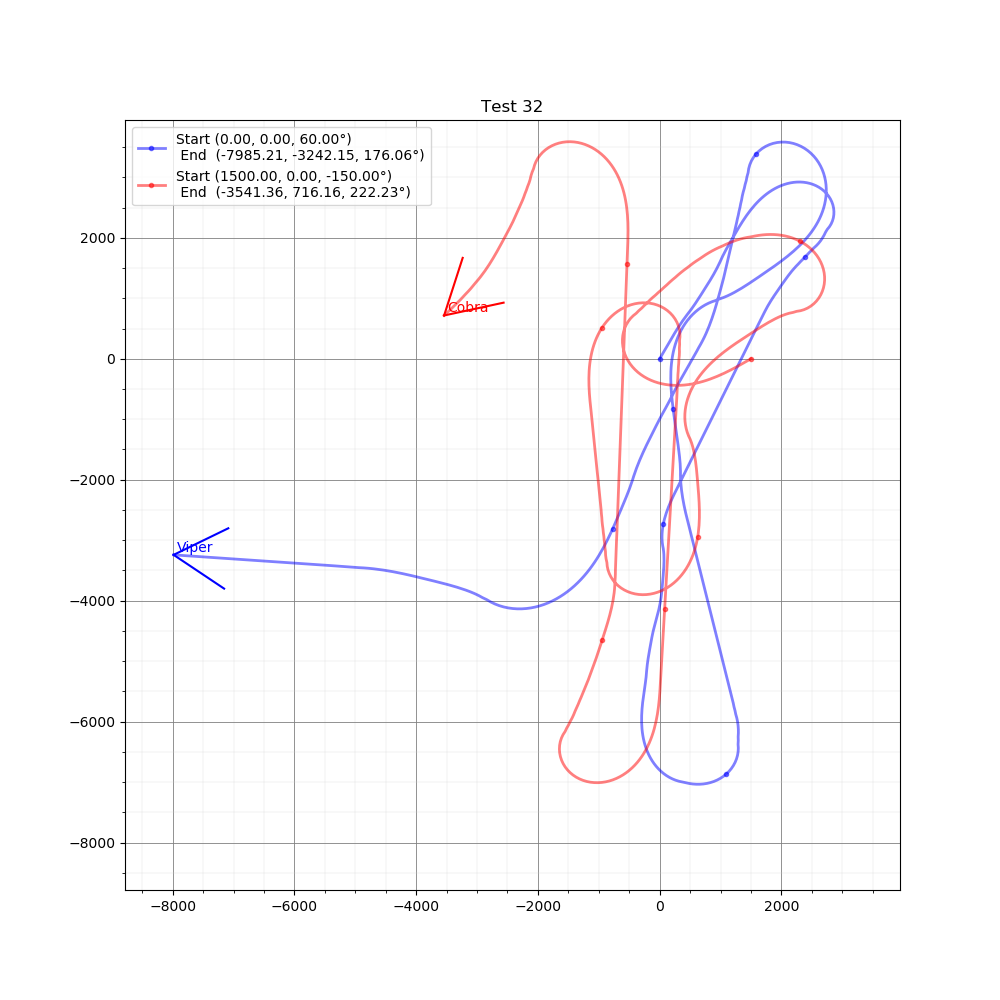 Test 32
Start (0.00, 0.00, 60.00°)
End  (-7985.21, -3242.15, 176.06°)
Start (1500.00, 0.00, -150.00°)
End  (-3541.36, 716.16, 222.23°)
2000
0
−2000
−4000
−6000
−8000
Cobra
Viper
−8000
−6000
−4000
−2000
0
2000